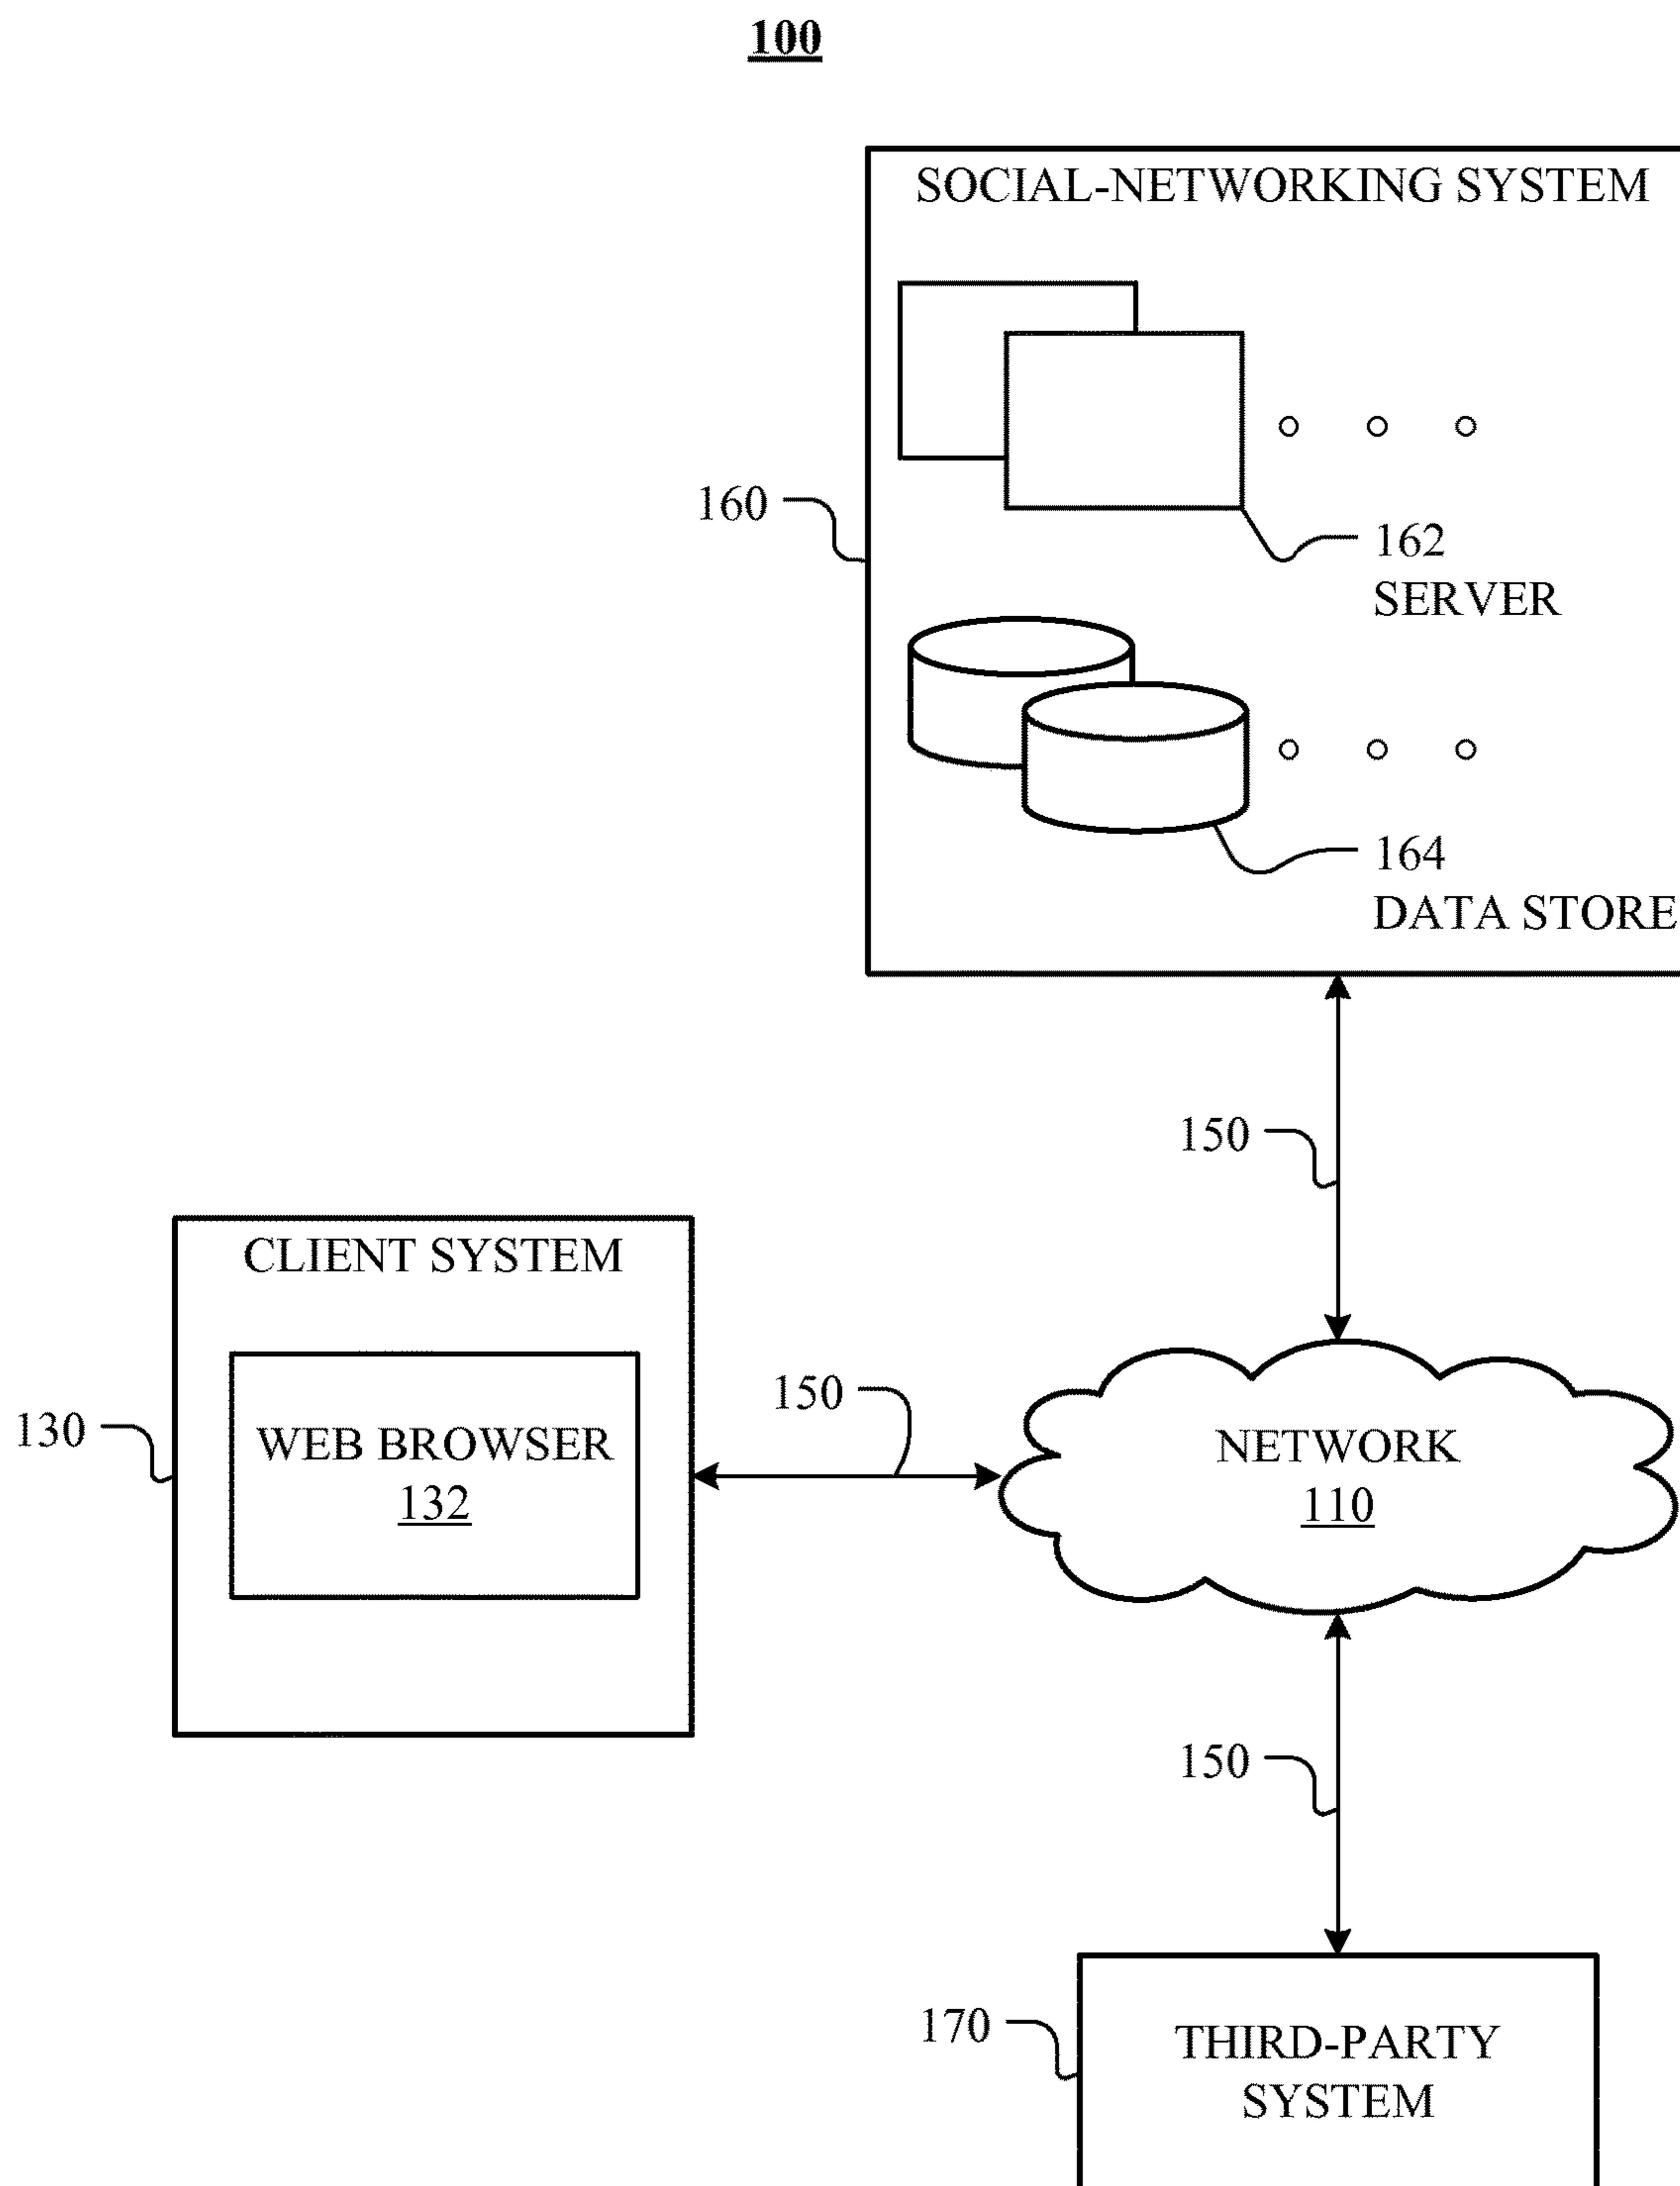 100
SOCIAL-NETWORKING SYSTEM
160
162
SERVER
164
DATA STORE
150
CLIENT SYSTEM
130
WEB BROWSER
132
150
NETWORK
110
150
170
THIRD-PARTY
SYSTEM